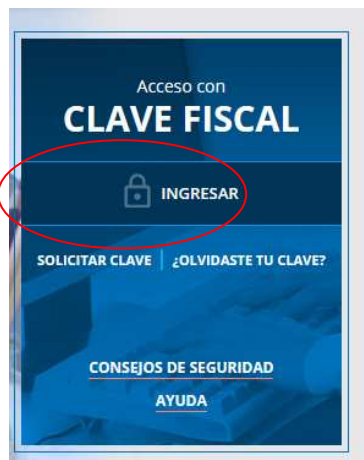 Acceso con
CLAVE FISCAL
INGRESAR
SOLICITAR CLAVE ¿OLVIDASTE TU CLAVE?
CONSEJOS DE SEGURIDAD
AYUDA